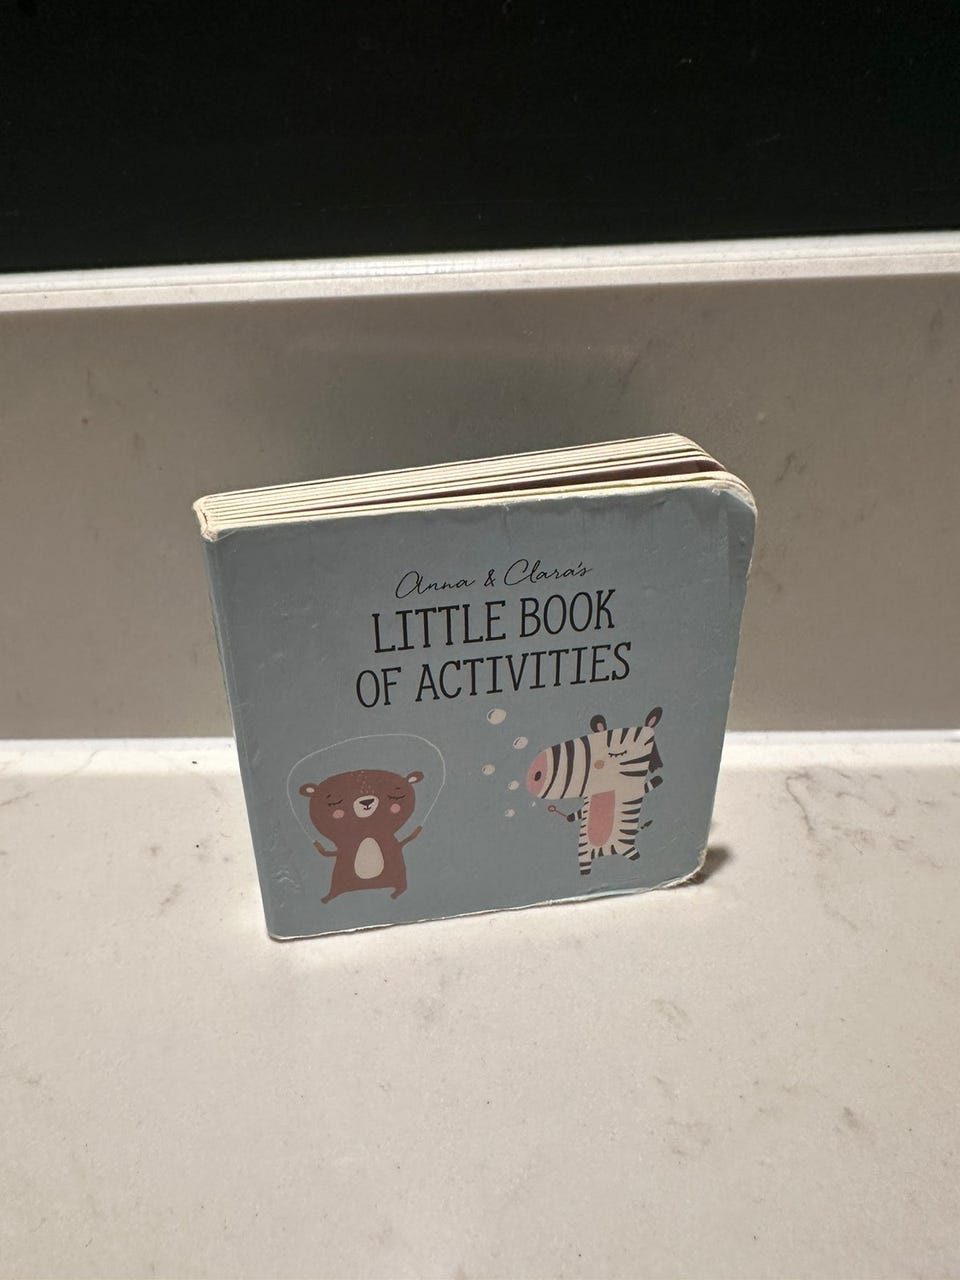 Anna & Clara's
LITTLE BOOK
OF ACTIVITIES